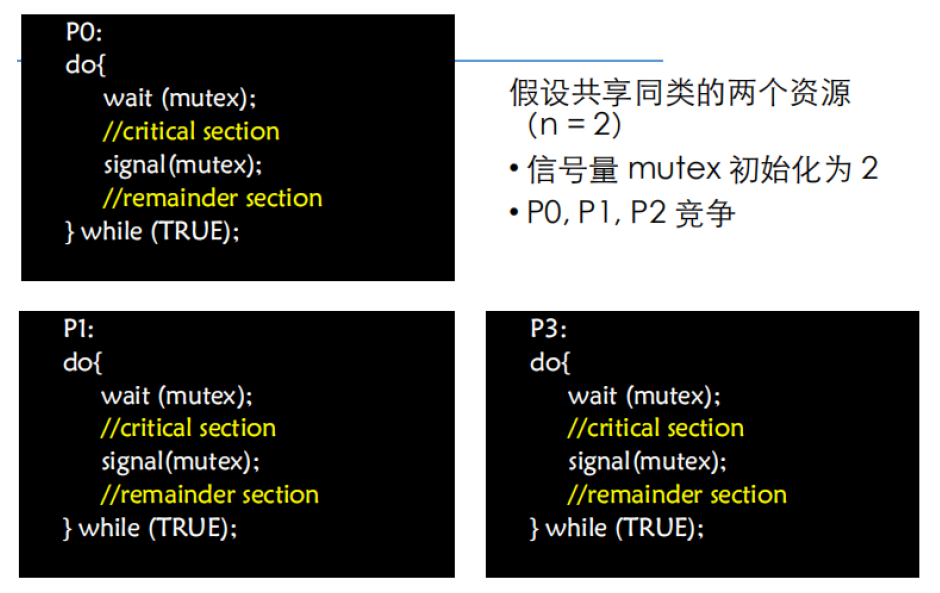 P0:
do{
wait (mutex);
//critical section
signal(mutex);
//remainder section
} while (TRUE);
假设共享同类的两个资源
（n = 2）
• 信号量 mutex 初始化为 2
• P0, P1, P2 竞争
P1:
do{
wait (mutex);
//critical section
signal(mutex);
//remainder section
} while (TRUE);
P3:
do{
wait (mutex);
//critical section
signal(mutex);
//remainder section
} while (TRUE);